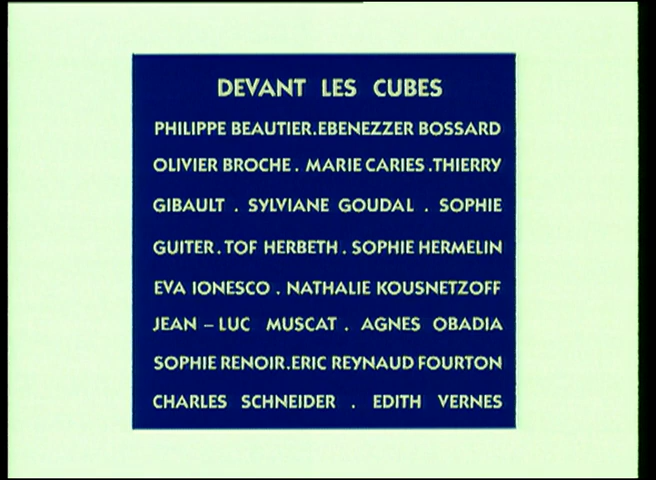 DEVANT LES CUBES
PHILIPPE BEAUTIER.EBENEZZER BOSSARD
OLIVIER BROCHE . MARIE CARIES .THIERRY
GIBAULT . SYLVIANE GOUDAL . SOPHIE
GUITER . TOF HERBETH . SOPHIE HERMELIN
EVA IONESCO . NATHALIE KOUSNETZOFF
JEAN – LUC MUSCAT . AGNES OBADIA
SOPHIE RENOIR.ERIC REYNAUD FOURTON
CHARLES SCHNEIDER . EDITH VERNES